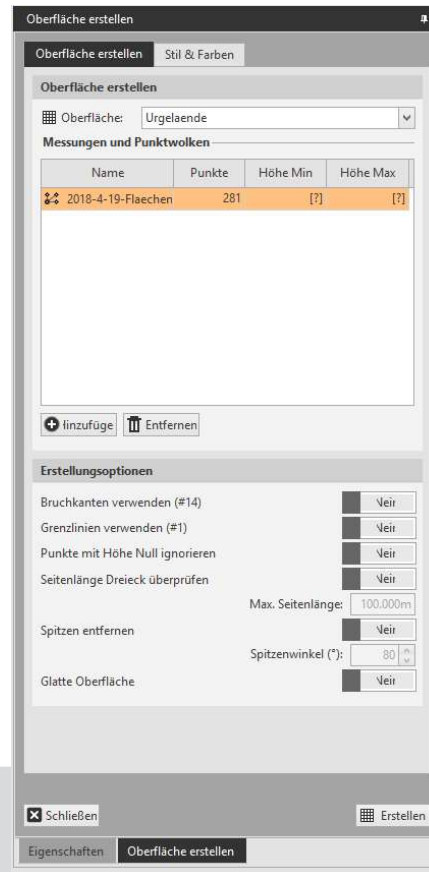 Oberfläche erstellen
Oberfläche erstellen Stil & Farben
Oberfläche erstellen
Oberfläche: Urgelaende
Messungen und Punktwolken
Name Punkte Höhe Min Höhe Max
2018-4-19-Flaechen 281 [?] [?]
Entfernen
Erstellungsoptionen
Bruchkanten verwenden (#14)
Grenzlinien verwenden (#1)
Punkte mit Höhe Null ignorieren
Seitenlänge Dreieck überprüfen
Max. Seitenlänge: 100.000m
Spitzen entfernen
Spitzenwinkel (°): 80
Glatte Oberfläche
Schließen Erstellen
Eigenschaften Oberfläche erstellen